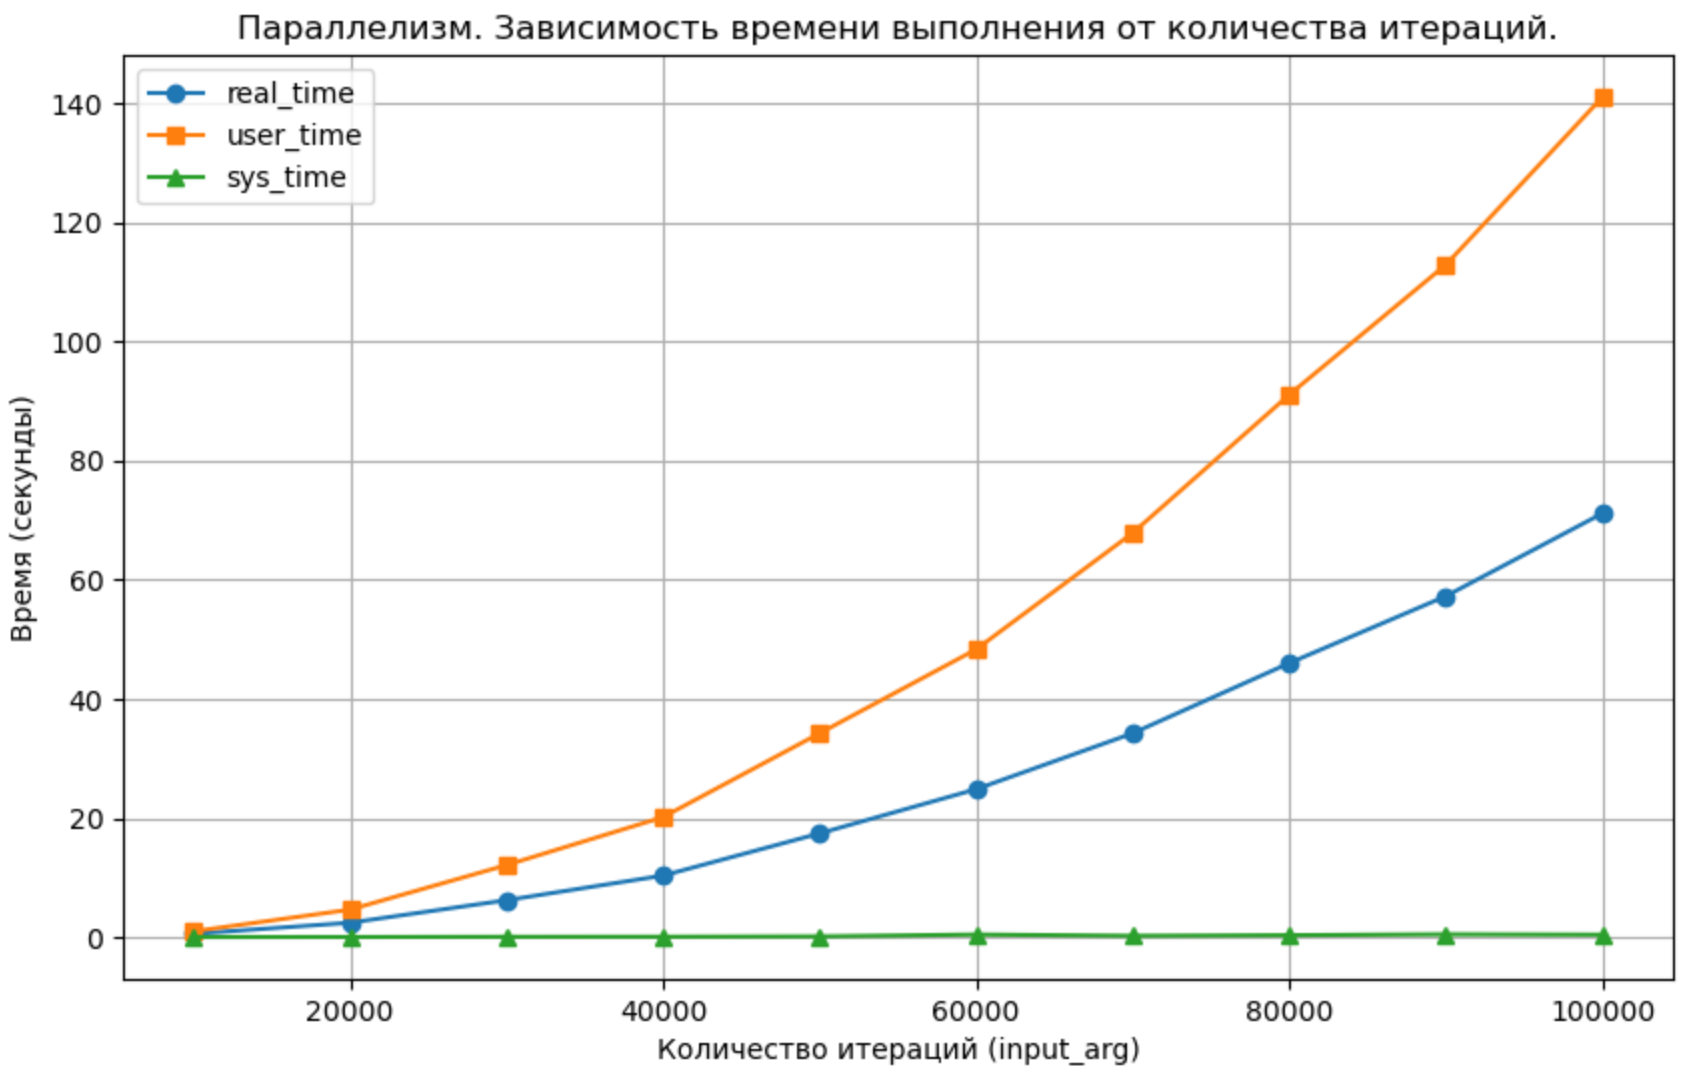 Параллелизм. Зависимость времени выполнения от количества итераций.
real_time
user_time
sys_time
140
120
100
80
60
40
20
0
Время (секунды)
20000
40000
60000
80000
100000
Количество итераций (input_arg)